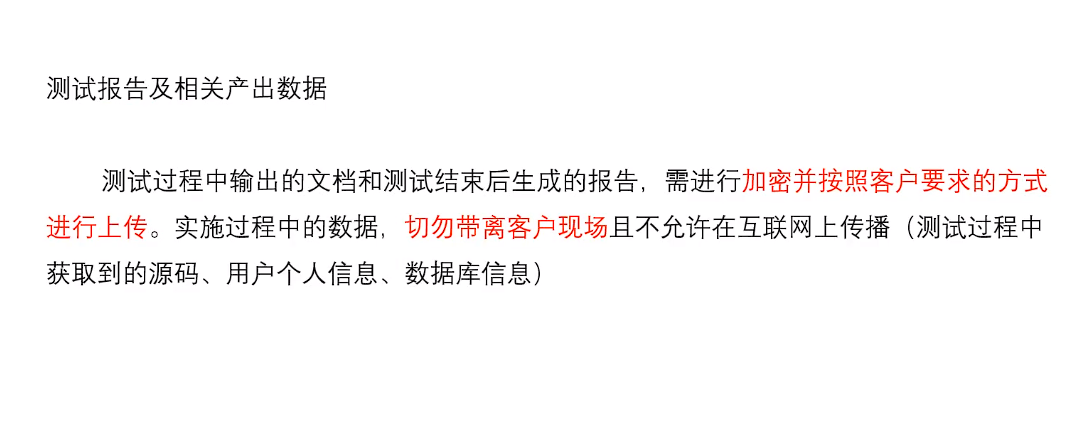 测试报告及相关产出数据
测试过程中输出的文档和测试结束后生成的报告，需进行加密并按照客户要求的方式
进行上传。实施过程中的数据，切勿带离客户现场且不允许在互联网上传播（测试过程中
获取到的源码、用户个人信息、数据库信息）